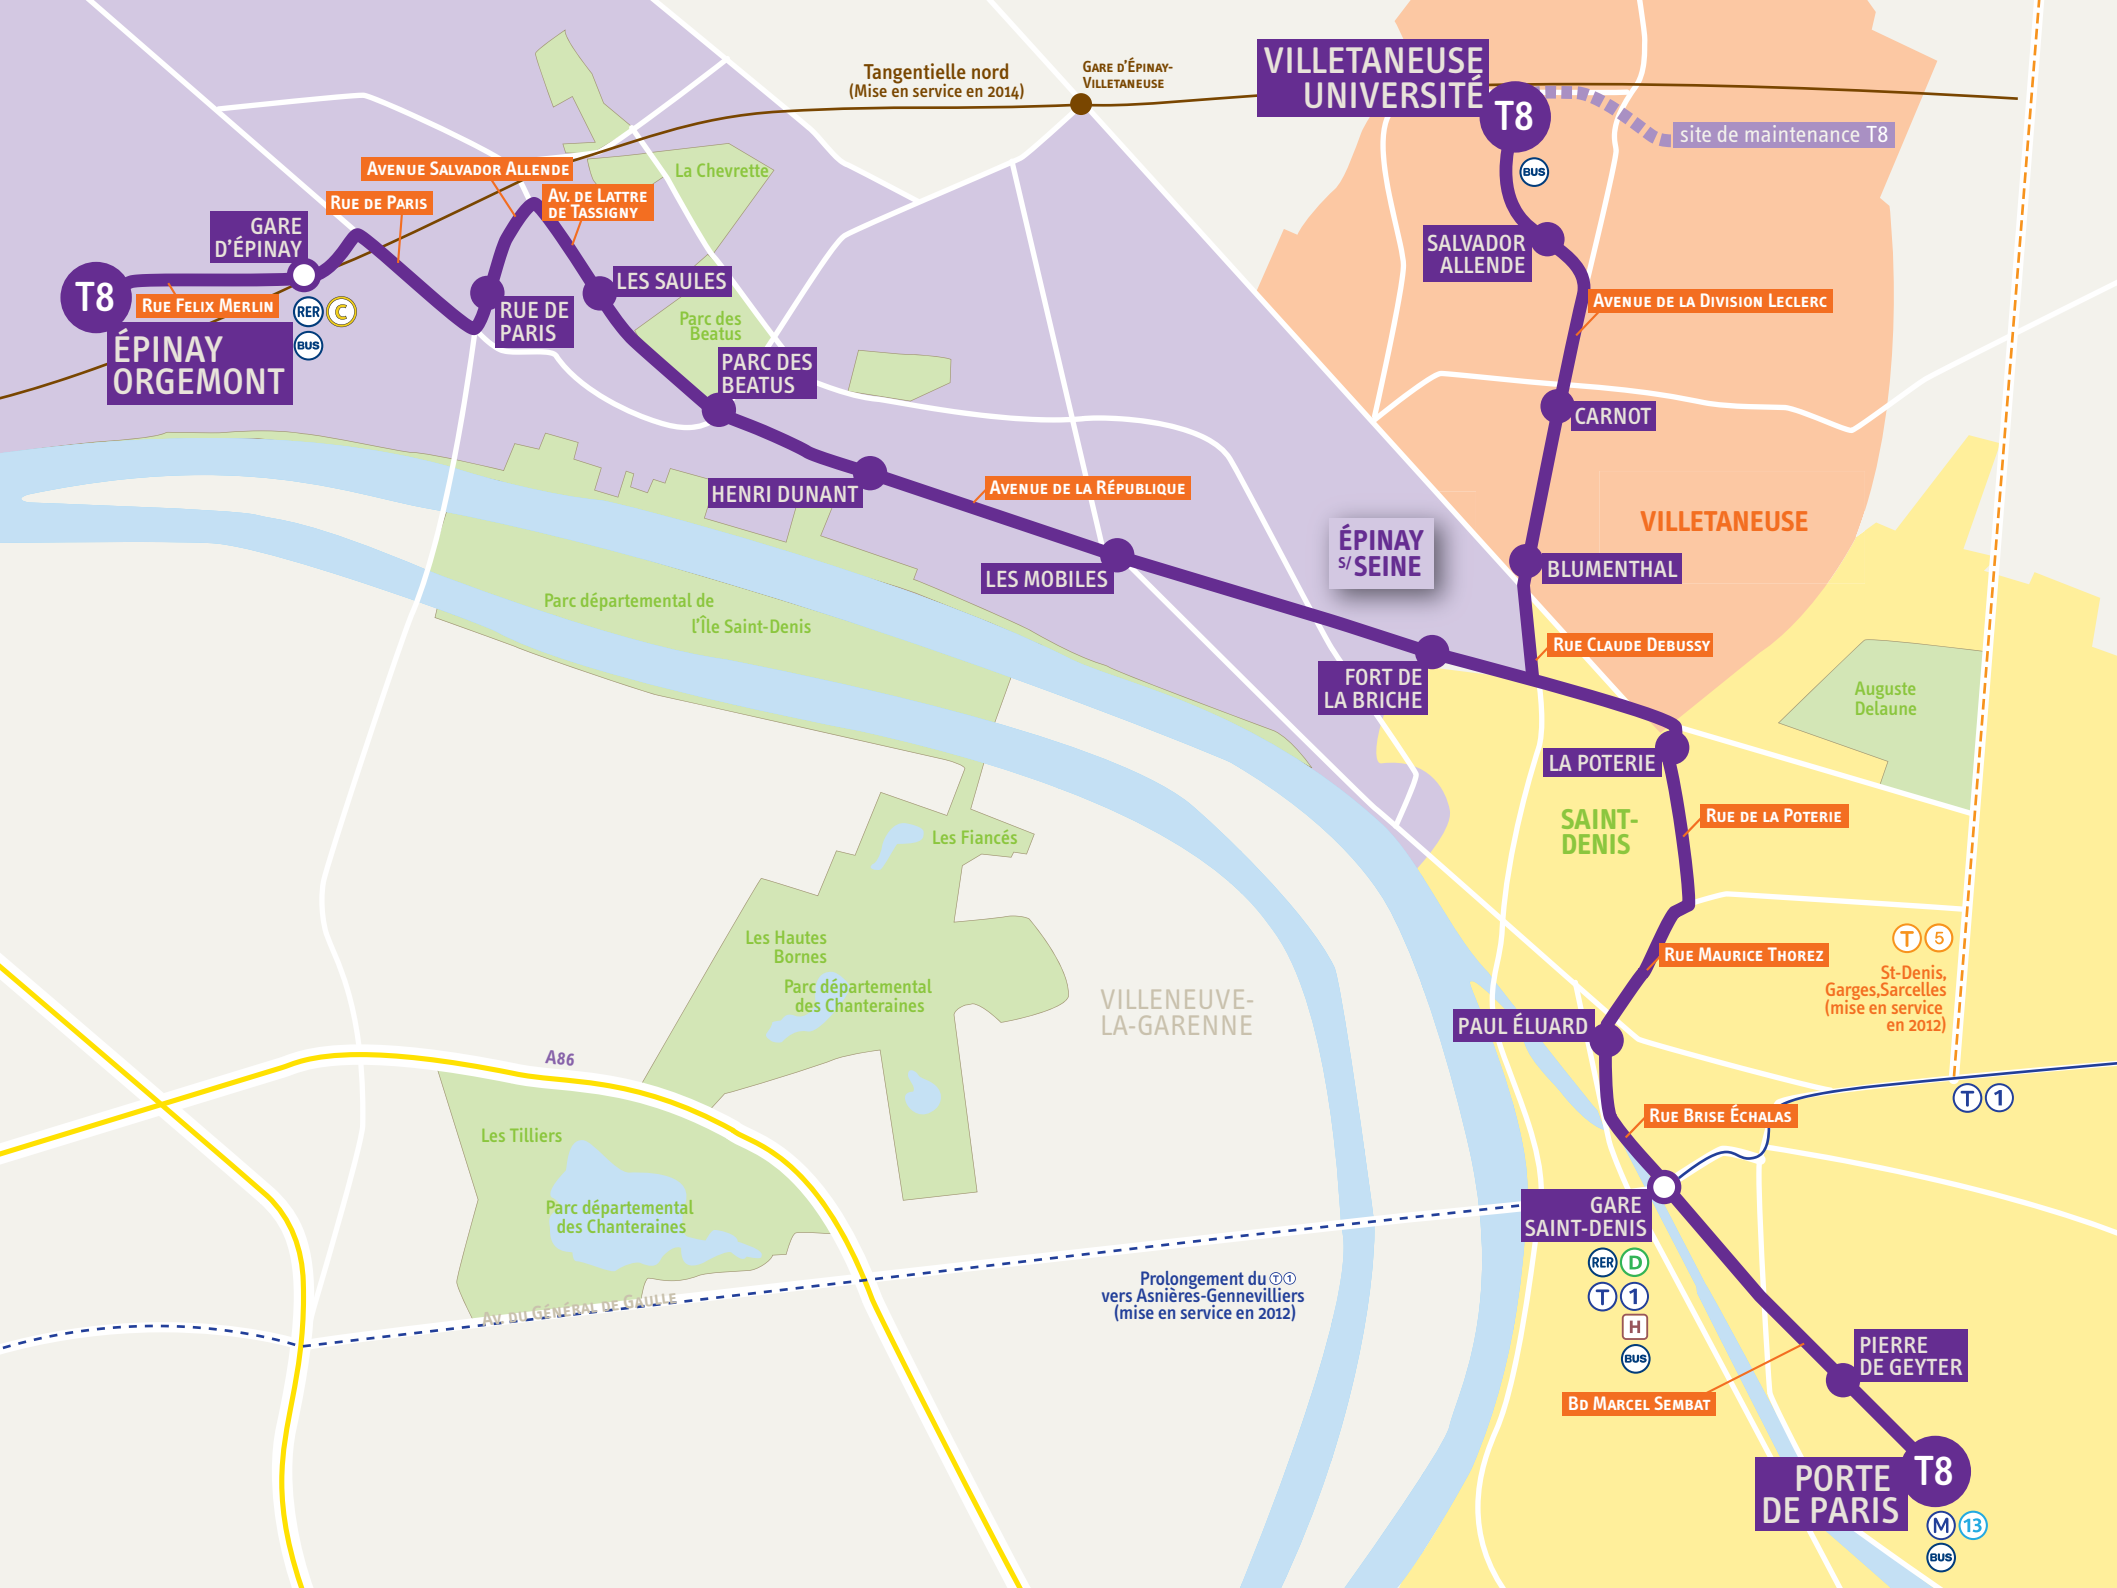 Tangentielle nord
(Mise en service en 2014)
GARE D'ÉPINAY-
VILLETANEUSE
VILLETANEUSE
UNIVERSITÉ
T8
site de maintenance T8
BUS
AVENUE SALVADOR ALLENDE
La Chevrette
RUE DE PARIS
AV. DE LATTRE
DE TASSIGNY
GARE
D'ÉPINAY
T8
RUE FELIX MERLIN
RER C
BUS
ÉPINAY
ORGEMONT
RUE DE
PARIS
LES SAULES
Parc des
Beatus
PARC DES
BEATUS
SALVADOR
ALLENDE
AVENUE DE LA DIVISION LECLERC
CARNOT
HENRI DUNANT
AVENUE DE LA RÉPUBLIQUE
LES MOBILES
ÉPINAY
S/SEINE
VILLETANEUSE
BLUMENTHAL
Parc départemental de
l'Île Saint-Denis
RUE CLAUDE DEBUSSY
FORT DE
LA BRICHE
Auguste
Delaune
LA POTERIE
SAINT-
DENIS
RUE DE LA POTERIE
Les Fiancés
Les Hautes
Bornes
Parc départemental
des Chanteraines
VILLENEUVE-
LA-GARENNE
RUE MAURICE THOREZ
T 5
St-Denis,
Garges,Sarcelles
(mise en service
en 2012)
PAUL ÉLUARD
A86
T 1
RUE BRISE ÉCHALAS
Les Tilliers
Parc départemental
des Chanteraines
GARE
SAINT-DENIS
RER D
T 1
H
BUS
Prolongement du T 1
vers Asnières-Gennevilliers
(mise en service en 2012)
AV. DU GÉNÉRAL DE GAULLE
PIERRE
DE GEYTER
BD MARCEL SEMBAT
PORTE
DE PARIS
T8
M 13
BUS